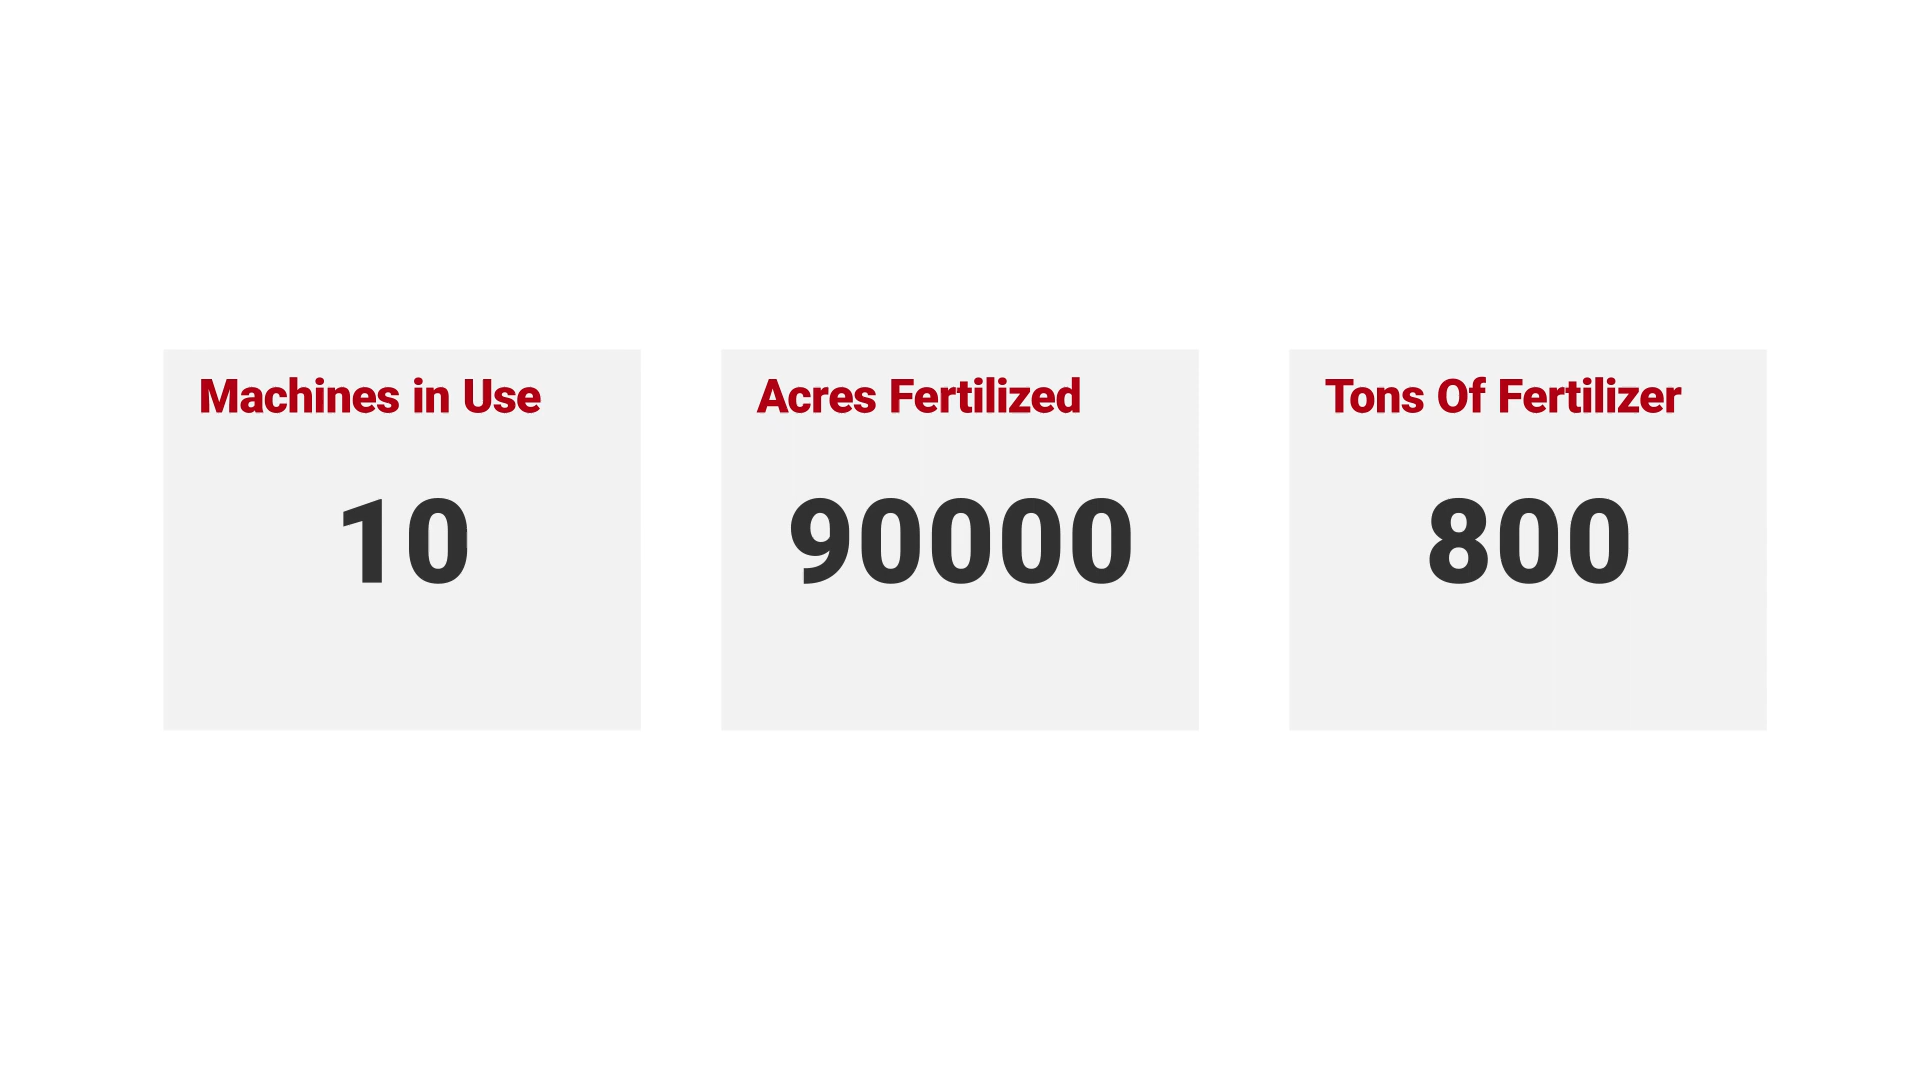 Machines in Use
10
Acres Fertilized
90000
Tons Of Fertilizer
800